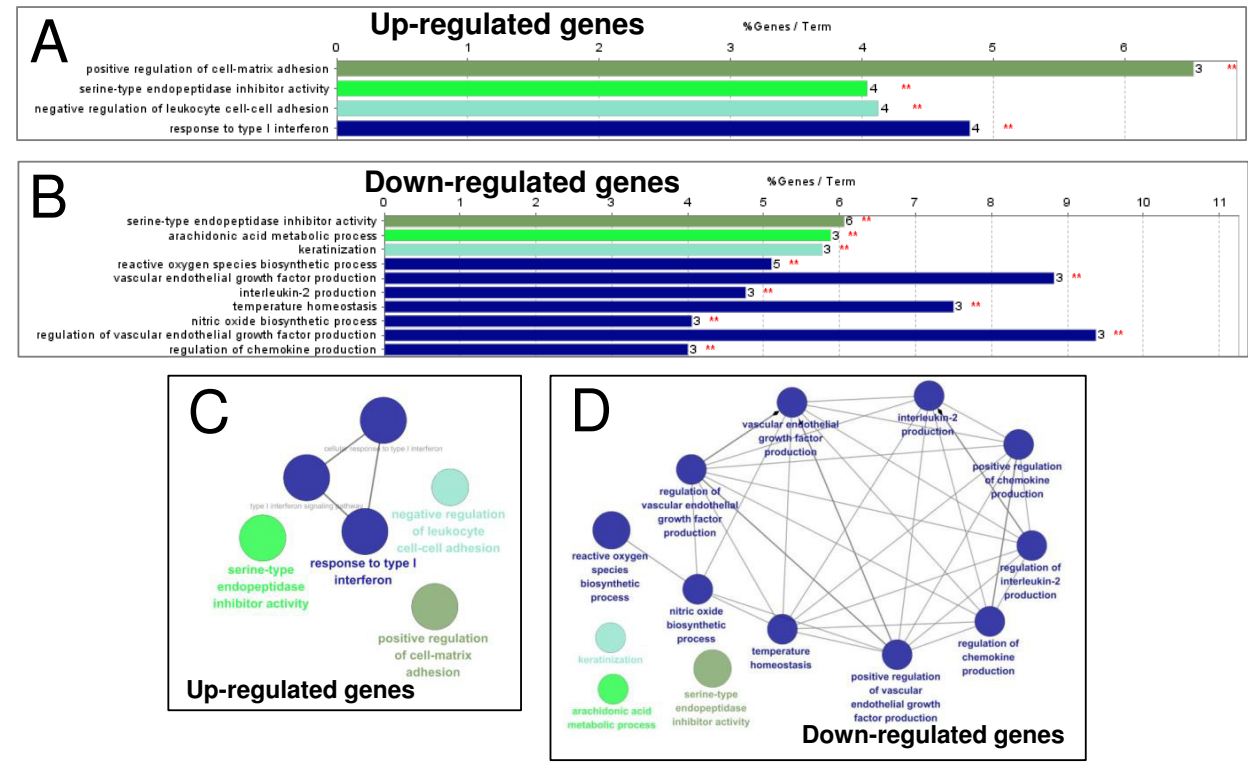 A
Up-regulated genes
%Genes / Term
0 1 2 3 4 5 6
positive regulation of cell-matrix adhesion 3 **
serine-type endopeptidase inhibitor activity 4 **
negative regulation of leukocyte cell-cell adhesion 4 **
response to type I interferon 4 **
B
Down-regulated genes
%Genes / Term
0 1 2 3 4 5 6 7 8 9 10 11
serine-type endopeptidase inhibitor activity 6 **
arachidonic acid metabolic process 3 **
keratinization 3 **
reactive oxygen species biosynthetic process 5 **
vascular endothelial growth factor production 3 **
interleukin-2 production 3 **
temperature homeostasis 3 **
nitric oxide biosynthetic process 3 **
regulation of vascular endothelial growth factor production 3 **
regulation of chemokine production 3 **
C
cellular response to type I interferon
type I interferon signaling pathway
negative regulation
of leukocyte
cell-cell adhesion
response to type I
interferon
serine-type
endopeptidase
inhibitor activity
positive regulation
of cell-matrix
adhesion
Up-regulated genes
D
vascular endothelial
growth factor
production
interleukin-2
production
positive regulation
of chemokine
production
regulation of
vascular endothelial
growth factor
production
reactive oxygen
species
biosynthetic
process
regulation of
interleukin-2
production
nitric oxide
biosynthetic
process
temperature
homeostasis
regulation of
chemokine
production
positive regulation
of vascular
endothelial growth
factor production
keratinization
serine-type
endopeptidase
inhibitor activity
arachidonic acid
metabolic process
Down-regulated genes